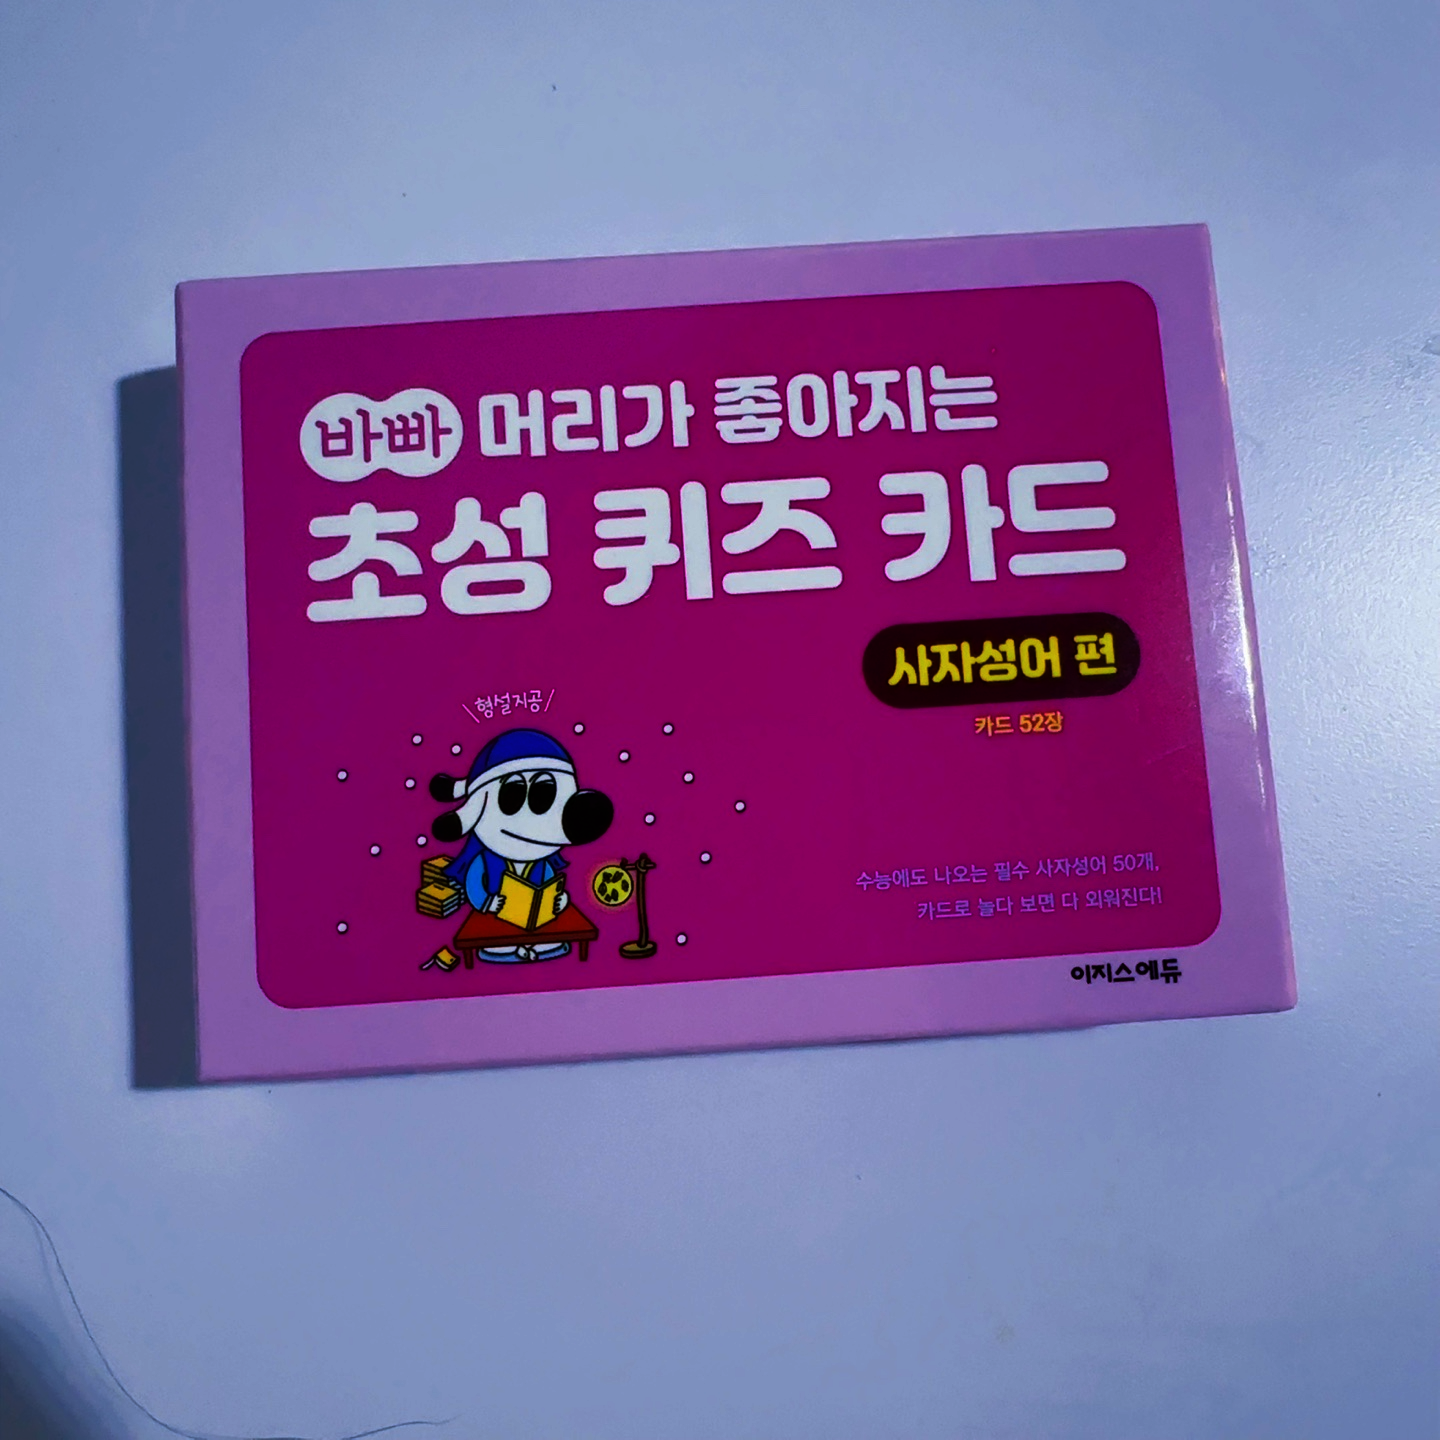 바빠 머리가 좋아지는
초성 퀴즈 카드
사자성어 편
카드 52장
형설지공
수능에도 나오는 필수 사자성어 50개,
카드로 놀다 보면 다 외워진다!
이지스에듀